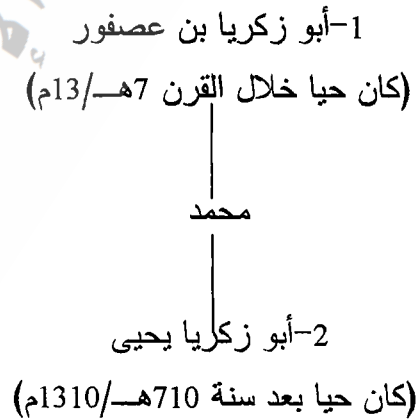 1-أبو زكريا بن عصفور
(كان حيا خلال القرن 7هـ/13م)
محمد
2-أبو زكريا يحيى
(كان حيا بعد سنة 710هـ/1310م)